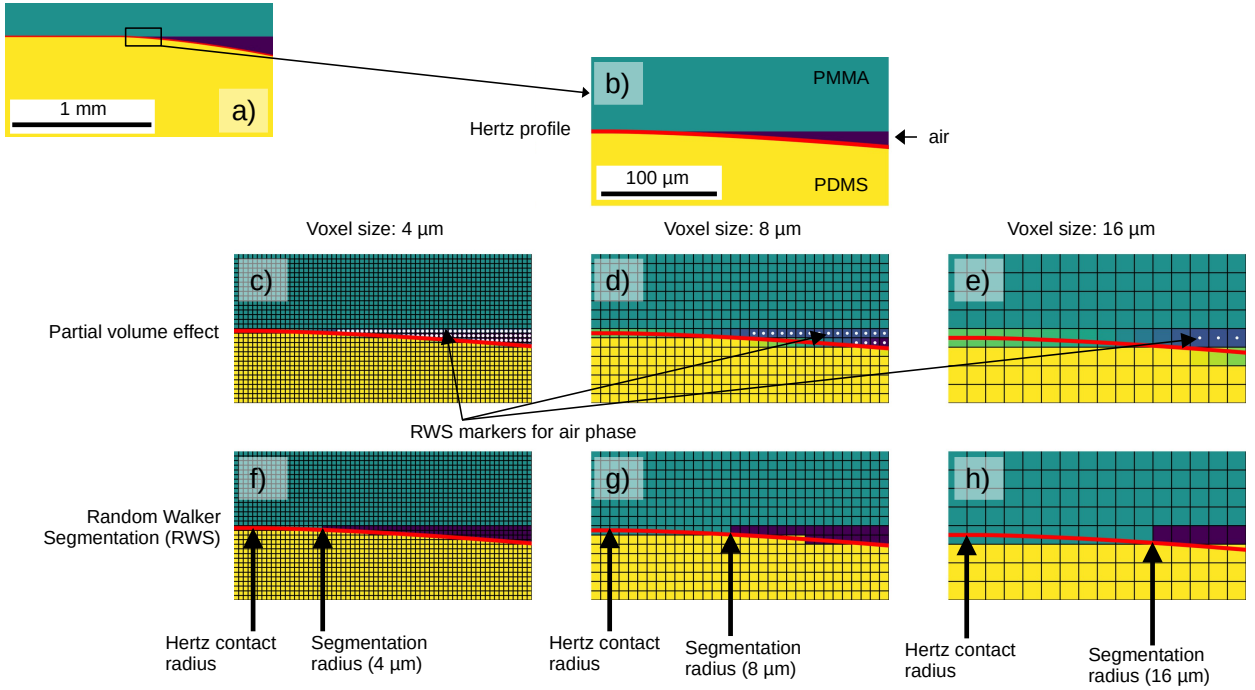 1 mm
a)
b)
PMMA
Hertz profile
air
100 µm
PDMS
Voxel size: 4 µm
Voxel size: 8 µm
Voxel size: 16 µm
c)
d)
e)
Partial volume effect
RWS markers for air phase
f)
g)
h)
Random Walker
Segmentation (RWS)
Hertz contact
radius
Segmentation
radius (4 µm)
Hertz contact
radius
Segmentation
radius (8 µm)
Hertz contact
radius
Segmentation
radius (16 µm)